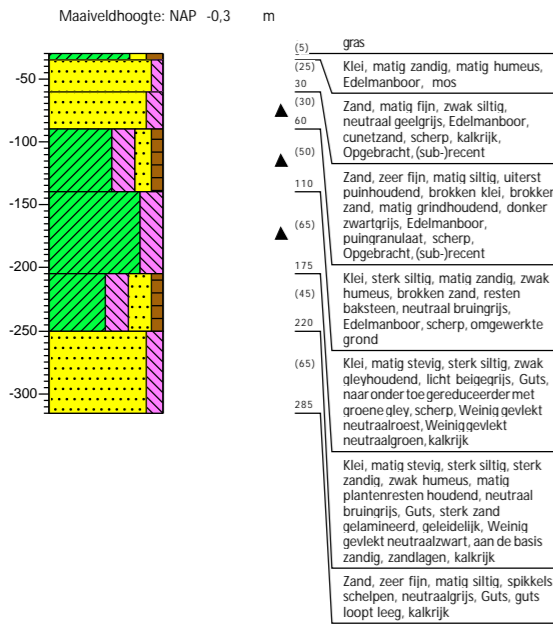 Maaiveldhoogte: NAP -0,3 m
-50
-100
-150
-200
-250
-300
(5)
(25)
30
(30)
60
(50)
110
(65)
175
(45)
220
(65)
285
gras
Klei, matig zandig, matig humeus,
Edelmanboor, mos
Zand, matig fijn, zwak siltig,
neutraal geelgrijs, Edelmanboor,
cunetzand, scherp, kalkrijk,
Opgebracht, (sub-)recent
Zand, zeer fijn, matig siltig, uiterst
puinhoudend, brokken klei, brokken
zand, matig grindhoudend, donker
zwartgrijs, Edelmanboor,
puingranulaat, scherp,
Opgebracht, (sub-)recent
Klei, sterk siltig, matig zandig, zwak
humeus, brokken zand, resten
baksteen, neutraal bruingrijs,
Edelmanboor, scherp, omgewerkte
grond
Klei, matig stevig, sterk siltig, zwak
gleyhoudend, licht beigegrijs, Guts,
naar onder toe gereduceerder met
groene gley, scherp, Weinig gevlekt
neutraalroest, Weinig gevlekt
neutraalgroen, kalkrijk
Klei, matig stevig, sterk siltig, sterk
zandig, zwak humeus, matig
plantenresten houdend, neutraal
bruingrijs, Guts, sterk zand
gelamineerd, geleidelijk, Weinig
gevlekt neutraalzwart, aan de basis
zandig, zandlagen, kalkrijk
Zand, zeer fijn, matig siltig, spikkels
schelpen, neutraalgrijs, Guts, guts
loopt leeg, kalkrijk